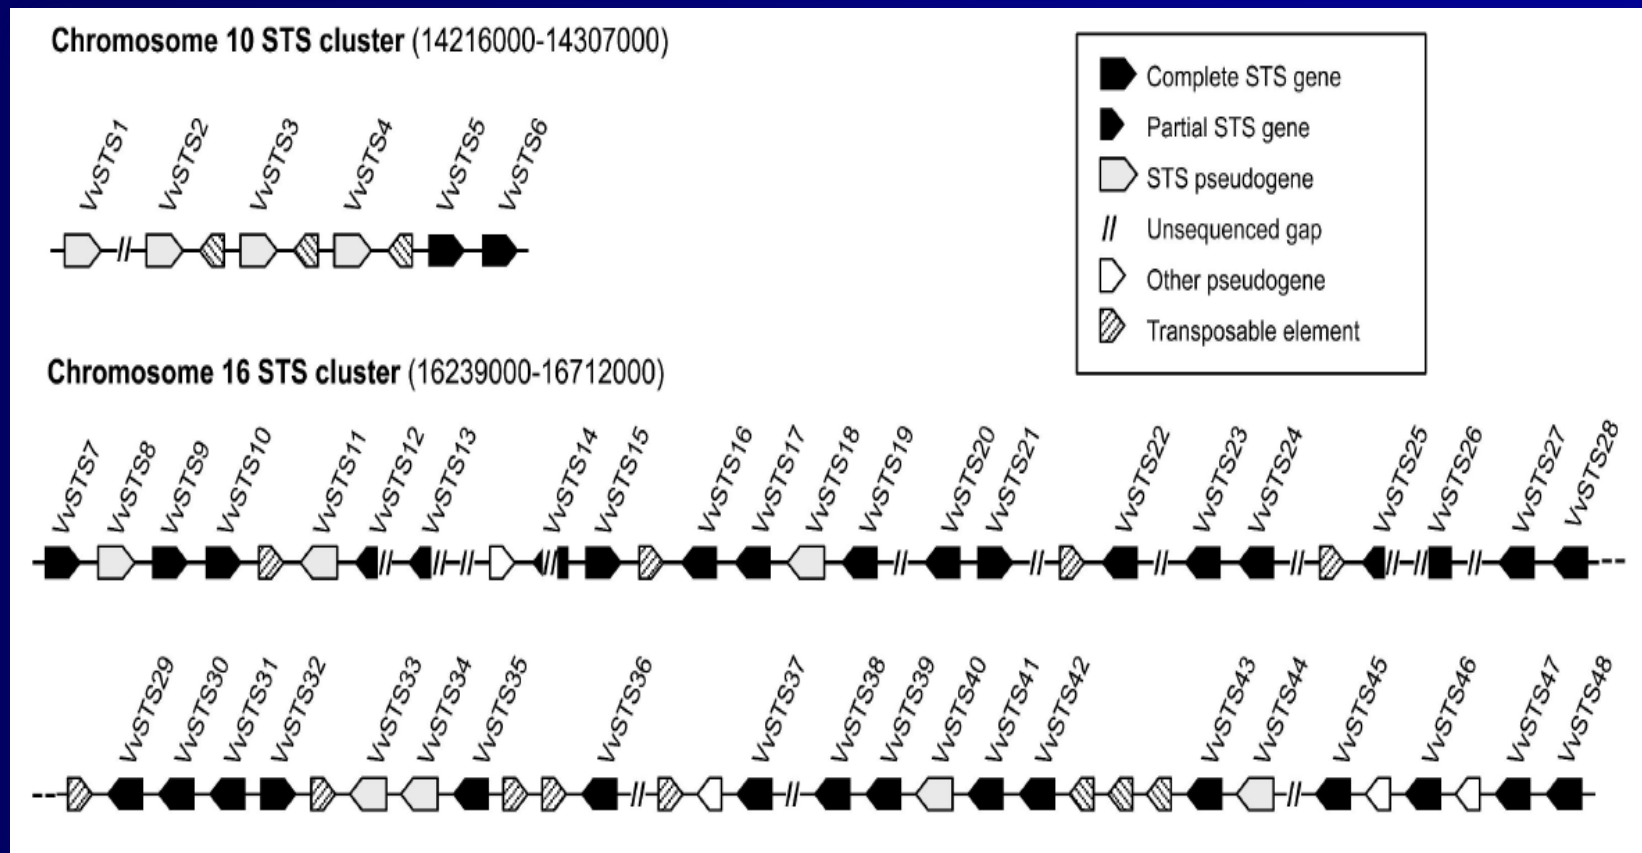 Chromosome 10 STS cluster (14216000-14307000)
VvSTS1 VvSTS2 VvSTS3 VvSTS4 VvSTS5 VvSTS6
Complete STS gene
Partial STS gene
STS pseudogene
Unsequenced gap
Other pseudogene
Transposable element
Chromosome 16 STS cluster (16239000-16712000)
VvSTS7 VvSTS8 VvSTS9 VvSTS10 VvSTS11 VvSTS12 VvSTS13 VvSTS14 VvSTS15 VvSTS16 VvSTS17 VvSTS18 VvSTS19 VvSTS20 VvSTS21 VvSTS22 VvSTS23 VvSTS24 VvSTS25 VvSTS26 VvSTS27 VvSTS28
VvSTS29 VvSTS30 VvSTS31 VvSTS32 VvSTS33 VvSTS34 VvSTS35 VvSTS36 VvSTS37 VvSTS38 VvSTS39 VvSTS40 VvSTS41 VvSTS42 VvSTS43 VvSTS44 VvSTS45 VvSTS46 VvSTS47 VvSTS48